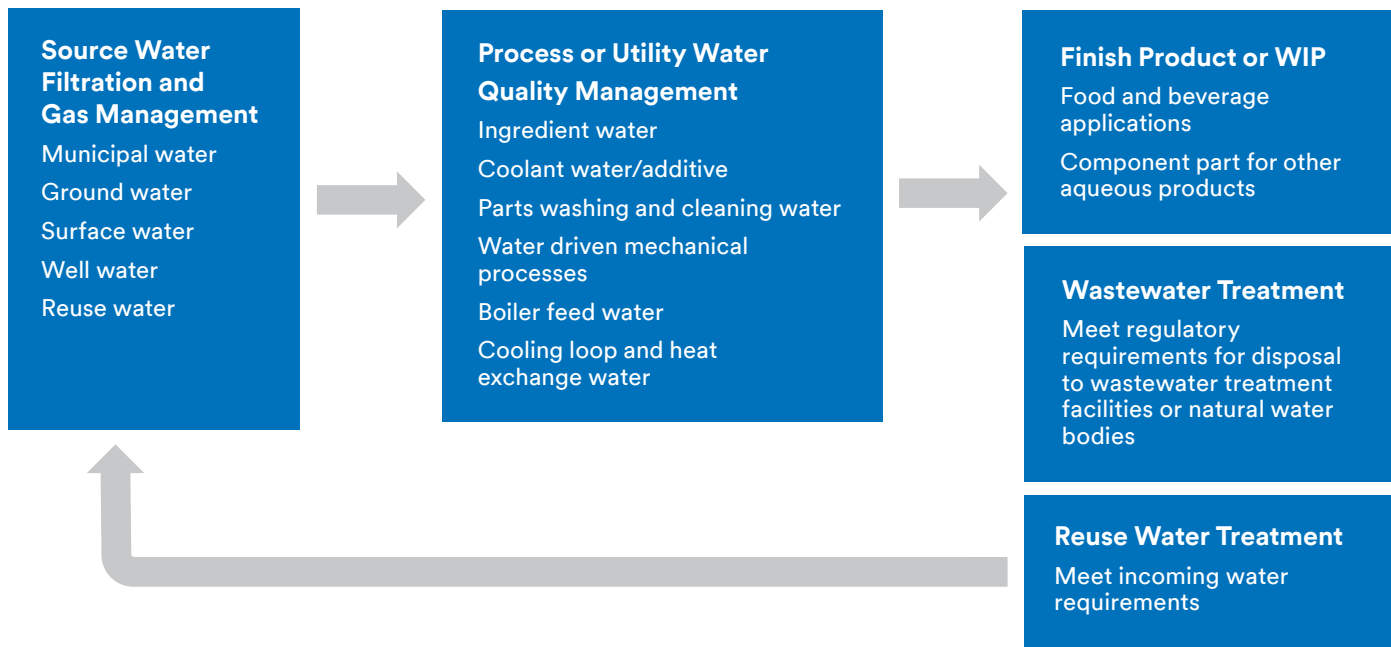 Source Water
Filtration and
Gas Management
Municipal water
Ground water
Surface water
Well water
Reuse water
Process or Utility Water
Quality Management
Ingredient water
Coolant water/additive
Parts washing and cleaning water
Water driven mechanical
processes
Boiler feed water
Cooling loop and heat
exchange water
Finish Product or WIP
Food and beverage
applications
Component part for other
aqueous products
Wastewater Treatment
Meet regulatory
requirements for disposal
to wastewater treatment
facilities or natural water
bodies
Reuse Water Treatment
Meet incoming water
requirements